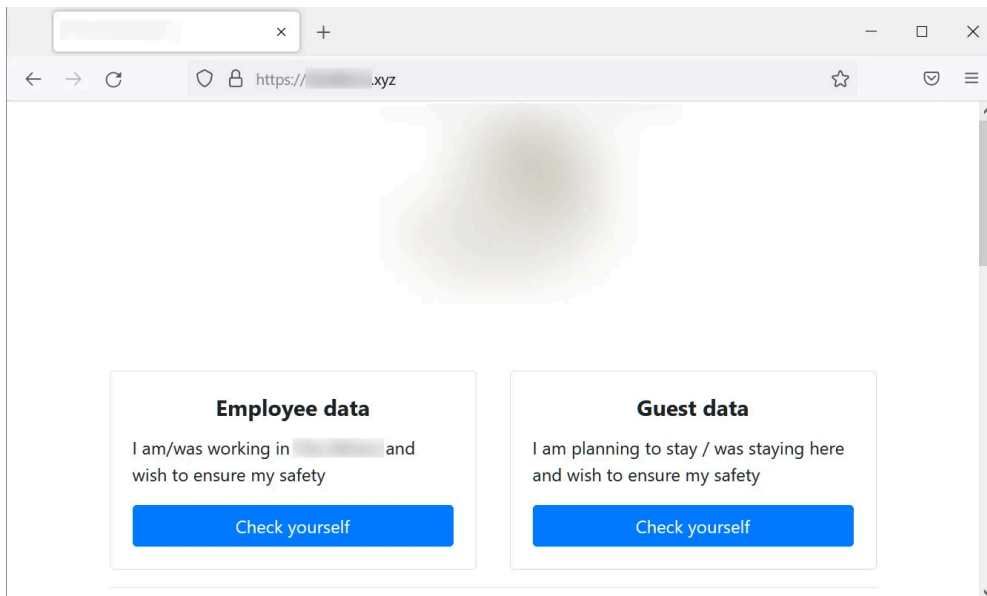 https:// .xyz
Employee data
I am/was working in and
wish to ensure my safety
Check yourself
Guest data
I am planning to stay / was staying here
and wish to ensure my safety
Check yourself